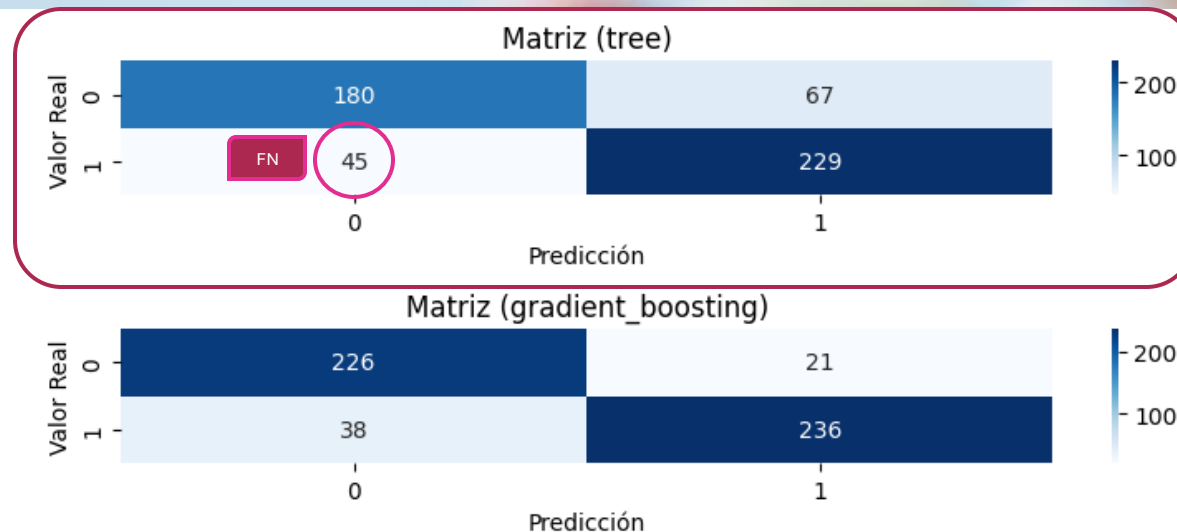 Matriz (tree)
Valor Real
0
180
67
200
1
FN
45
229
100
0
1
Predicción
Matriz (gradient_boosting)
Valor Real
0
226
21
200
1
38
236
100
0
1
Predicción